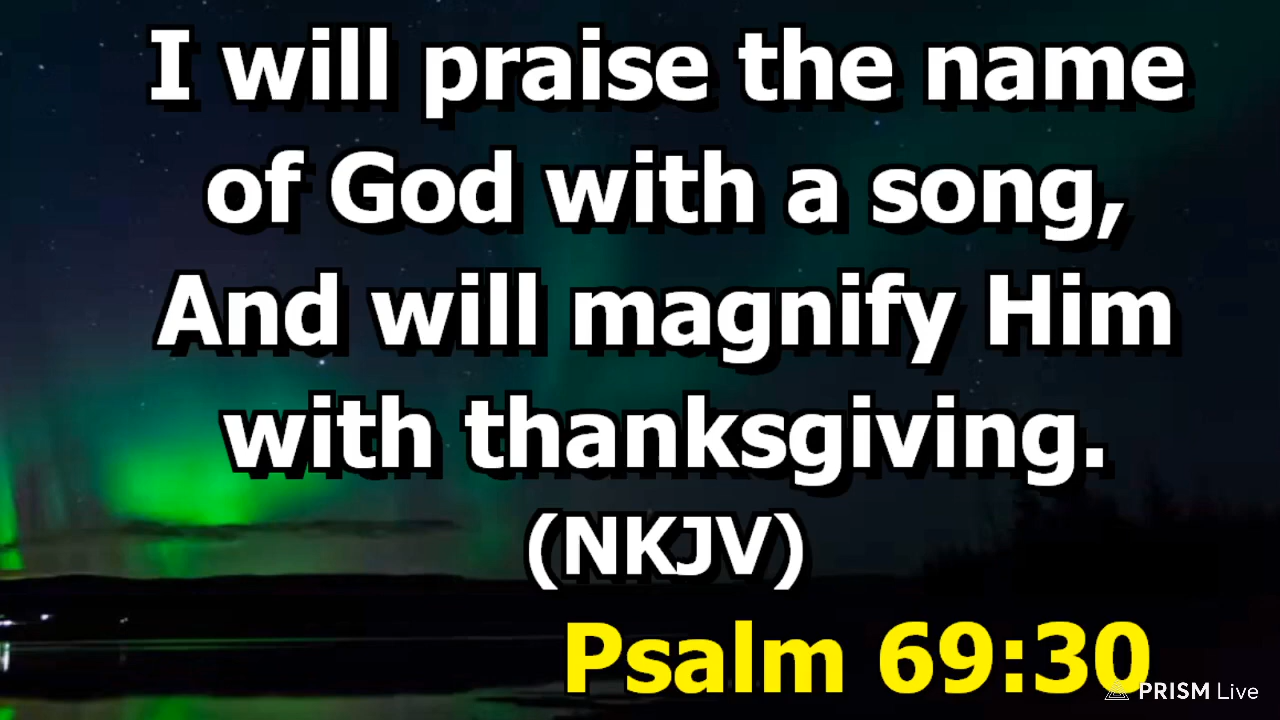 I will praise the name
of God with a song,
And will magnify Him
with thanksgiving.
(NKJV)
Psalm 69:30
PRISM Live